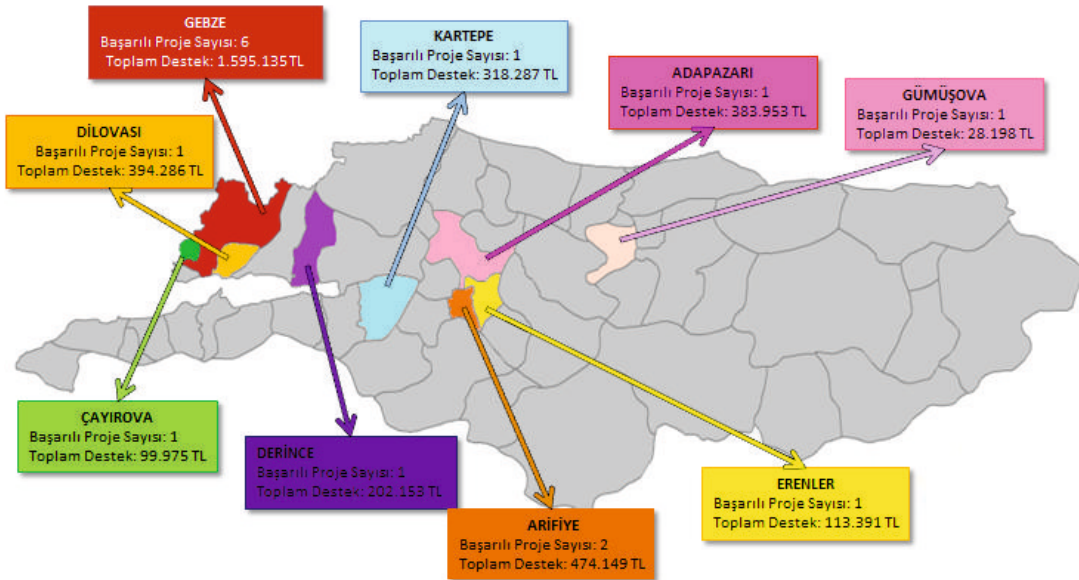 GEBZE
Başarılı Proje Sayısı: 6
Toplam Destek: 1.595.135 TL
KARTEPE
Başarılı Proje Sayısı: 1
Toplam Destek: 318.287 TL
ADAPAZARI
Başarılı Proje Sayısı: 1
Toplam Destek: 383.953 TL
GÜMÜŞOVA
Başarılı Proje Sayısı: 1
Toplam Destek: 28.198 TL
DİLOVASI
Başarılı Proje Sayısı: 1
Toplam Destek: 394.286 TL
ÇAYIROVA
Başarılı Proje Sayısı: 1
Toplam Destek: 99.975 TL
DERİNCE
Başarılı Proje Sayısı: 1
Toplam Destek: 202.153 TL
ARİFİYE
Başarılı Proje Sayısı: 2
Toplam Destek: 474.149 TL
ERENLER
Başarılı Proje Sayısı: 1
Toplam Destek: 113.391 TL